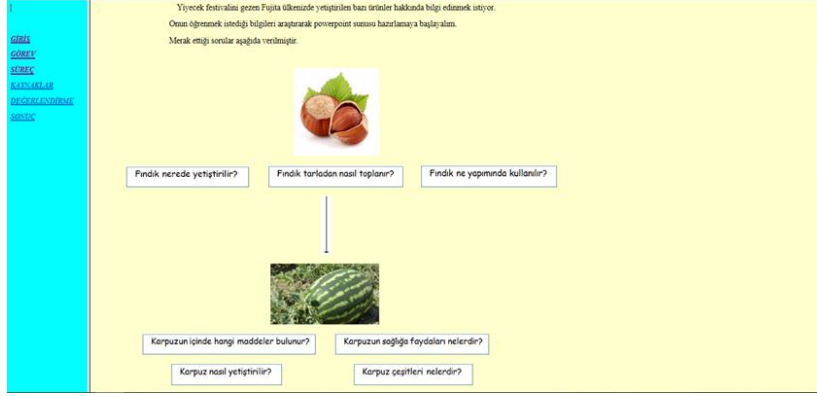 GİRİŞ
GÖREV
SÜREÇ
KAYNAKLAR
DEĞERLENDİRME
SONUÇ
Yiyecek festivalini gezen Fujita ülkenizde yetiştirilen bazı ürünler hakkında bilgi edinmek istiyor.
Onun öğrenmek istediği bilgileri araştırarak powerpoint sunusu hazırlamaya başlayalım.
Merak ettiği sorular aşağıda verilmiştir.
Fındık nerede yetiştirilir?
Fındık tarladan nasıl toplanır?
Fındık ne yapımında kullanılır?
Karpuzun içinde hangi maddeler bulunur?
Karpuzun sağlığa faydaları nelerdir?
Karpuz nasıl yetiştirilir?
Karpuz çeşitleri nelerdir?